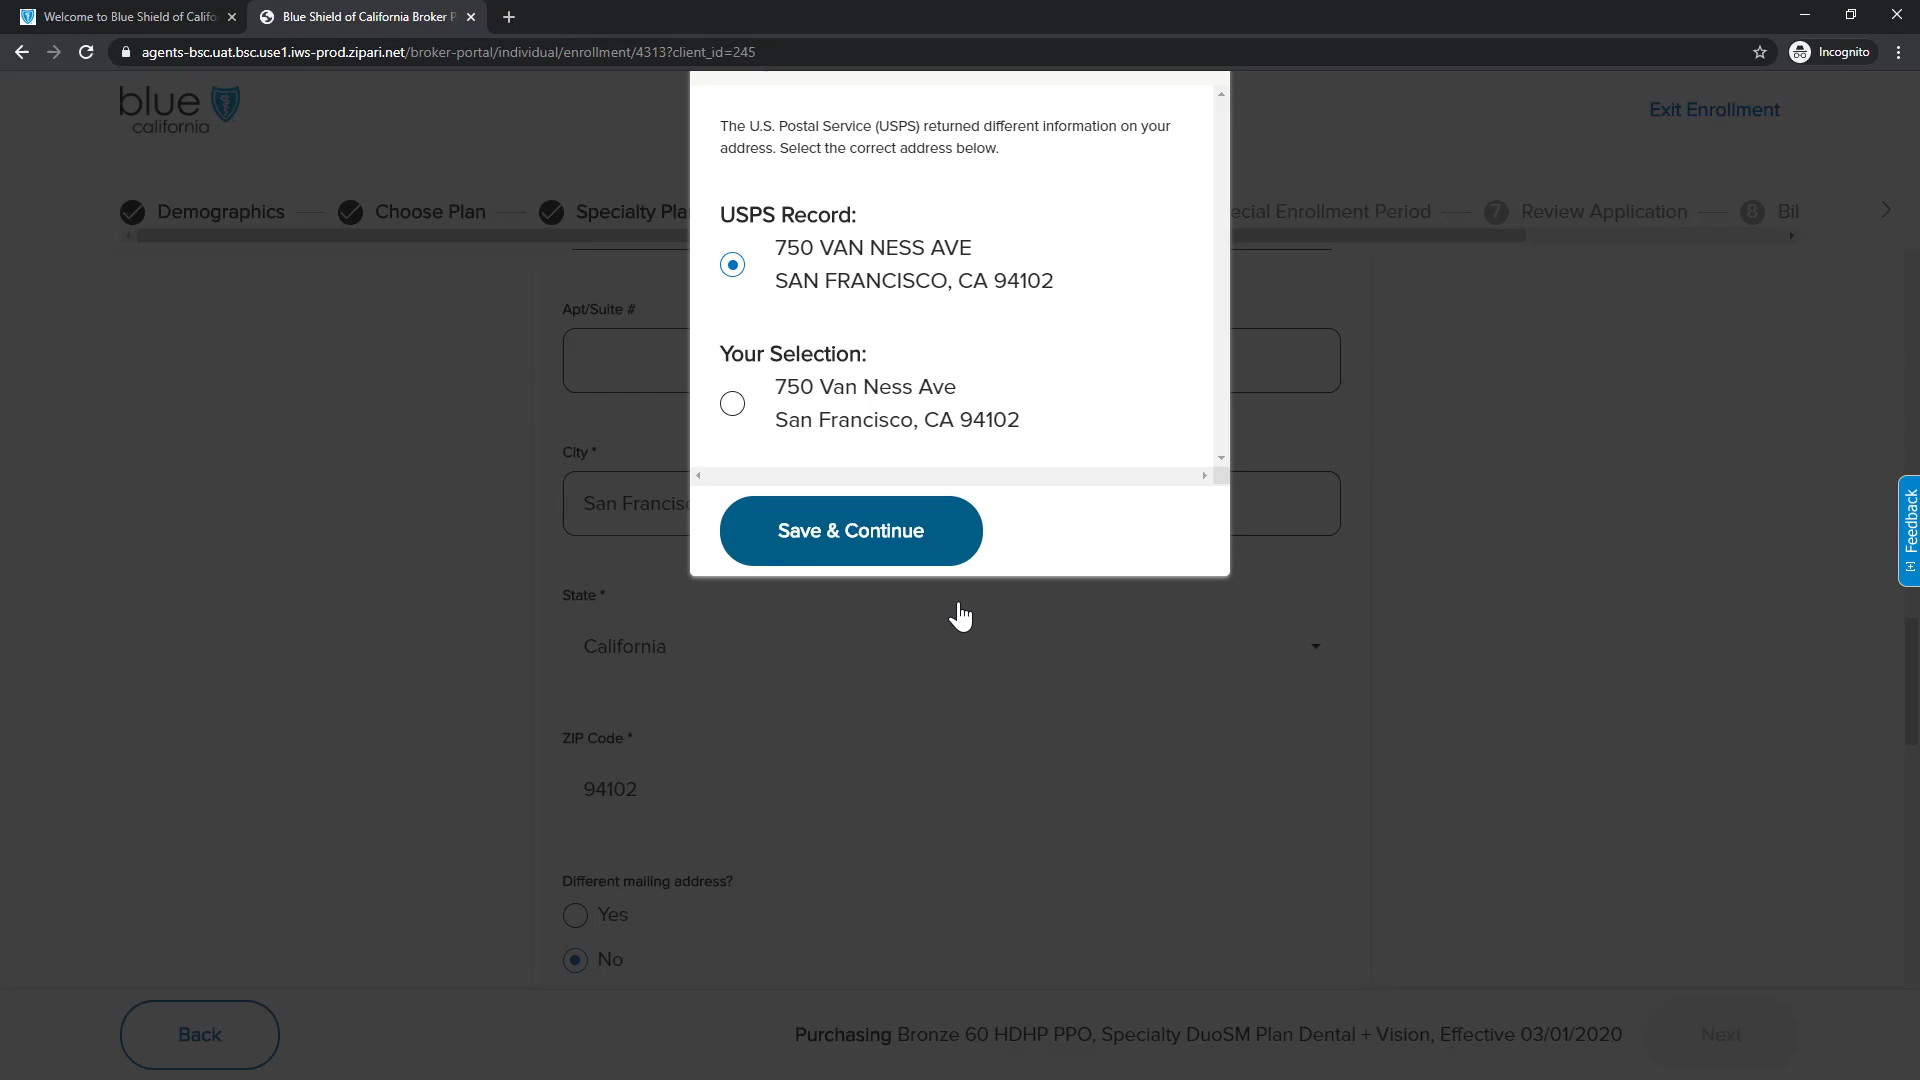 Welcome to Blue Shield of Califo
Blue Shield of California Broker P
agents-bsc.uat.bsc.use1.iws-prod.zipari.net/broker-portal/individual/enrollment/4313?client_id=245
Incognito
blue
california
Exit Enrollment
The U.S. Postal Service (USPS) returned different information on your
address. Select the correct address below.
Demographics
Choose Plan
Specialty Pla
ecial Enrollment Period
7
Review Application
8
Bil
USPS Record:
750 VAN NESS AVE
SAN FRANCISCO, CA 94102
Apt/Suite #
Your Selection:
750 Van Ness Ave
San Francisco, CA 94102
City *
San Francisc
Save & Continue
[+] Feedback
State *
California
ZIP Code *
94102
Different mailing address?
Yes
No
Back
Purchasing Bronze 60 HDHP PPO, Specialty DuoSM Plan Dental + Vision, Effective 03/01/2020
Next